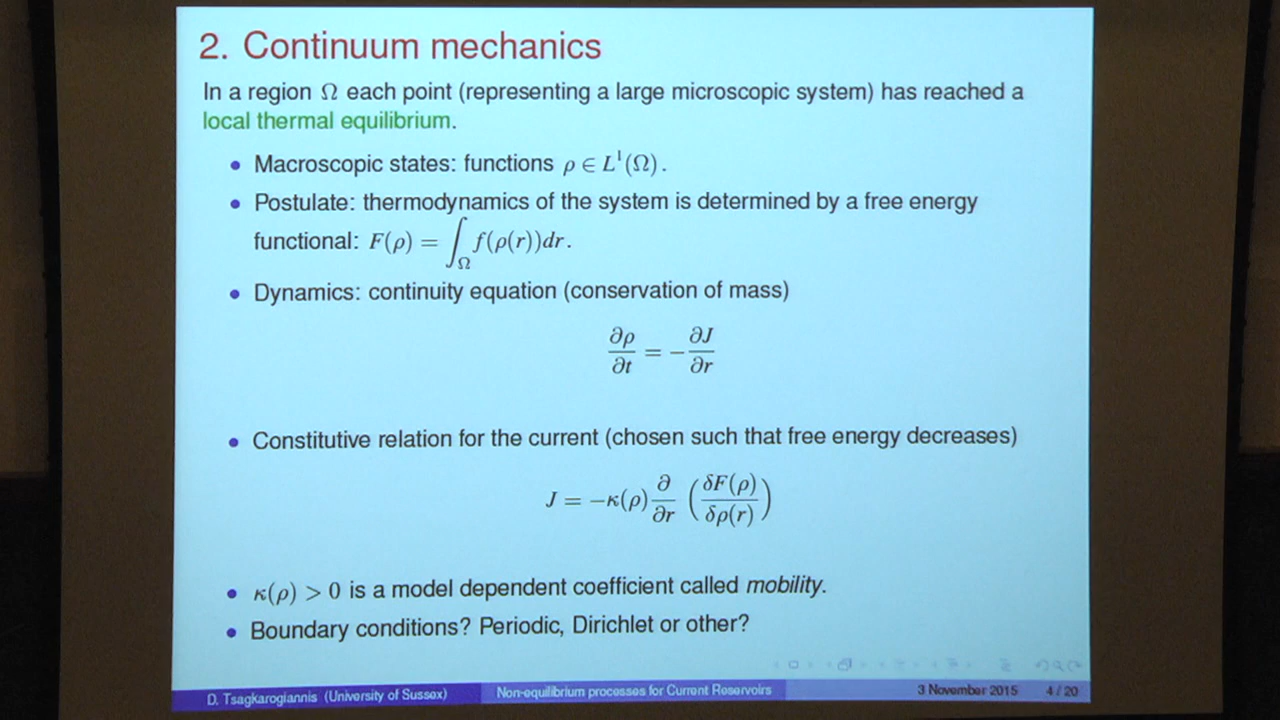 2. Continuum mechanics
In a region Ω each point (representing a large microscopic system) has reached a
local thermal equilibrium.
• Macroscopic states: functions ρ ∈ L¹(Ω).
• Postulate: thermodynamics of the system is determined by a free energy
functional: F(ρ) = ∫_Ω f(ρ(r))dr.
• Dynamics: continuity equation (conservation of mass)
∂ρ/∂t = −∂J/∂r
• Constitutive relation for the current (chosen such that free energy decreases)
J = −κ(ρ) ∂/∂r (δF(ρ)/δρ(r))
• κ(ρ) > 0 is a model dependent coefficient called mobility.
• Boundary conditions? Periodic, Dirichlet or other?
D. Tsagkarogiannis (University of Sussex) Non-equilibrium processes for Current Reservoirs 3 November 2015 4 / 20